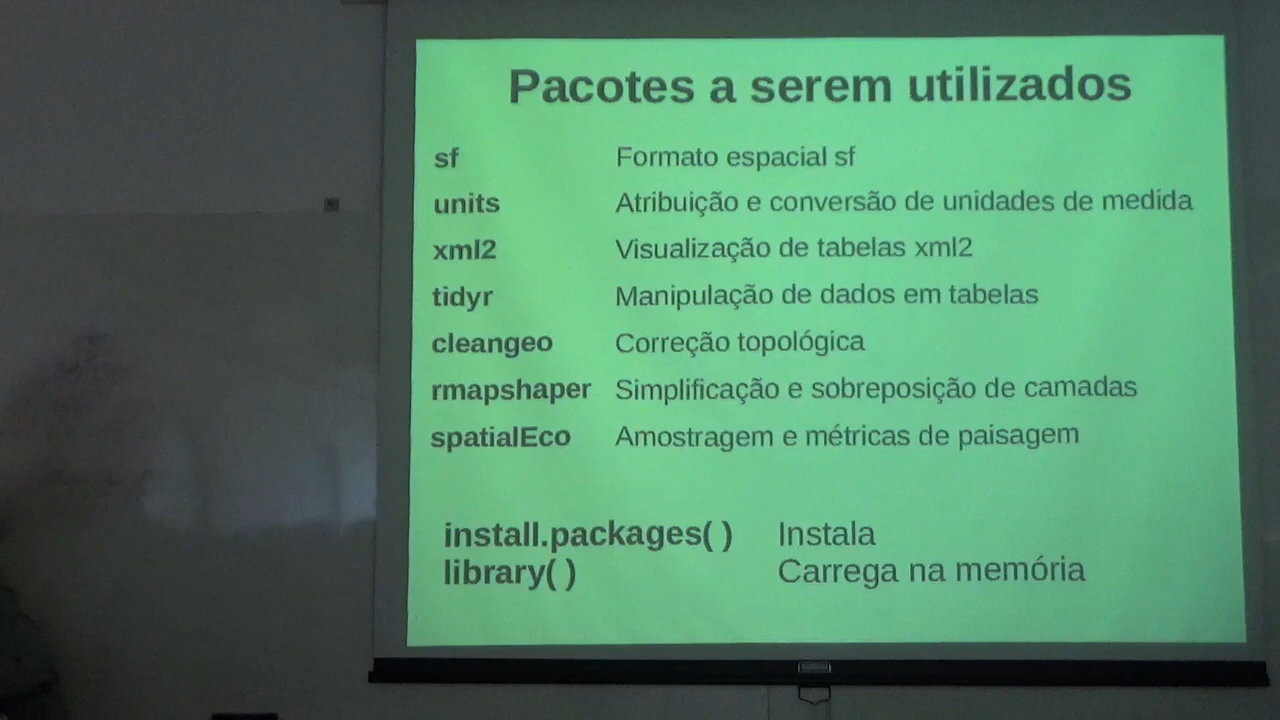 Pacotes a serem utilizados
sf Formato espacial sf
units Atribuição e conversão de unidades de medida
xml2 Visualização de tabelas xml2
tidyr Manipulação de dados em tabelas
cleangeo Correção topológica
rmapshaper Simplificação e sobreposição de camadas
spatialEco Amostragem e métricas de paisagem
install.packages( ) Instala
library( ) Carrega na memória